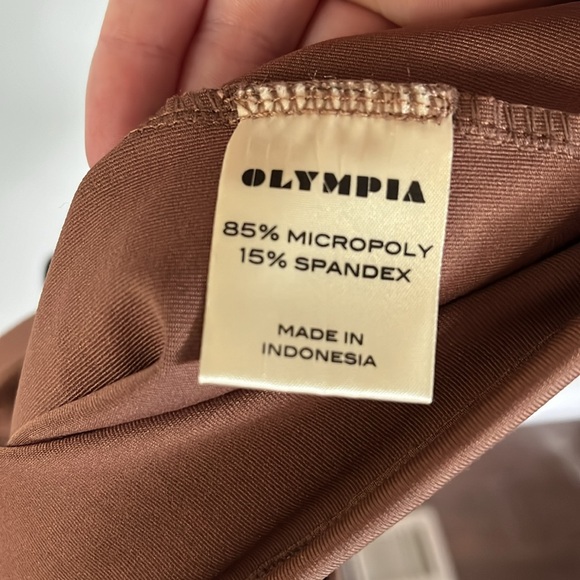 OLYMPIA
85% MICROPOLY
15% SPANDEX
MADE IN
INDONESIA